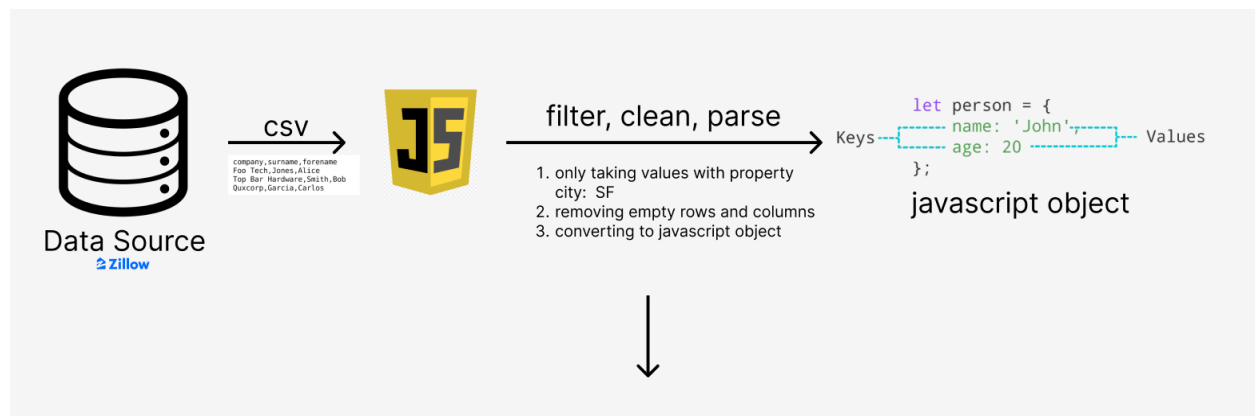 Data Source
Zillow
csv
company,surname,forename
Foo Tech,Jones,Alice
Top Bar Hardware,Smith,Bob
Quxcorp,Garcia,Carlos
JS
filter, clean, parse
1. only taking values with property
city: SF
2. removing empty rows and columns
3. converting to javascript object
Keys
let person = {
name: 'John',
age: 20
};
Values
javascript object